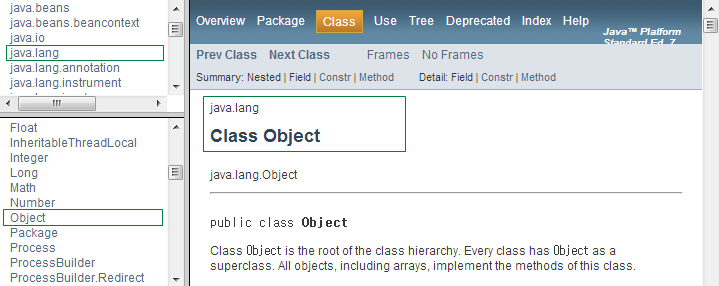 java.beans
java.beans.beancontext
java.io
java.lang
java.lang.annotation
java.lang.instrument
Float
InheritableThreadLocal
Integer
Long
Math
Number
Object
Package
Process
ProcessBuilder
ProcessBuilder.Redirect
Overview Package Class Use Tree Deprecated Index Help
Java™ Platform
Standard Ed. 7
Prev Class Next Class Frames No Frames
Summary: Nested | Field | Constr | Method Detail: Field | Constr | Method
java.lang
Class Object
java.lang.Object
public class Object
Class Object is the root of the class hierarchy. Every class has Object as a
superclass. All objects, including arrays, implement the methods of this class.